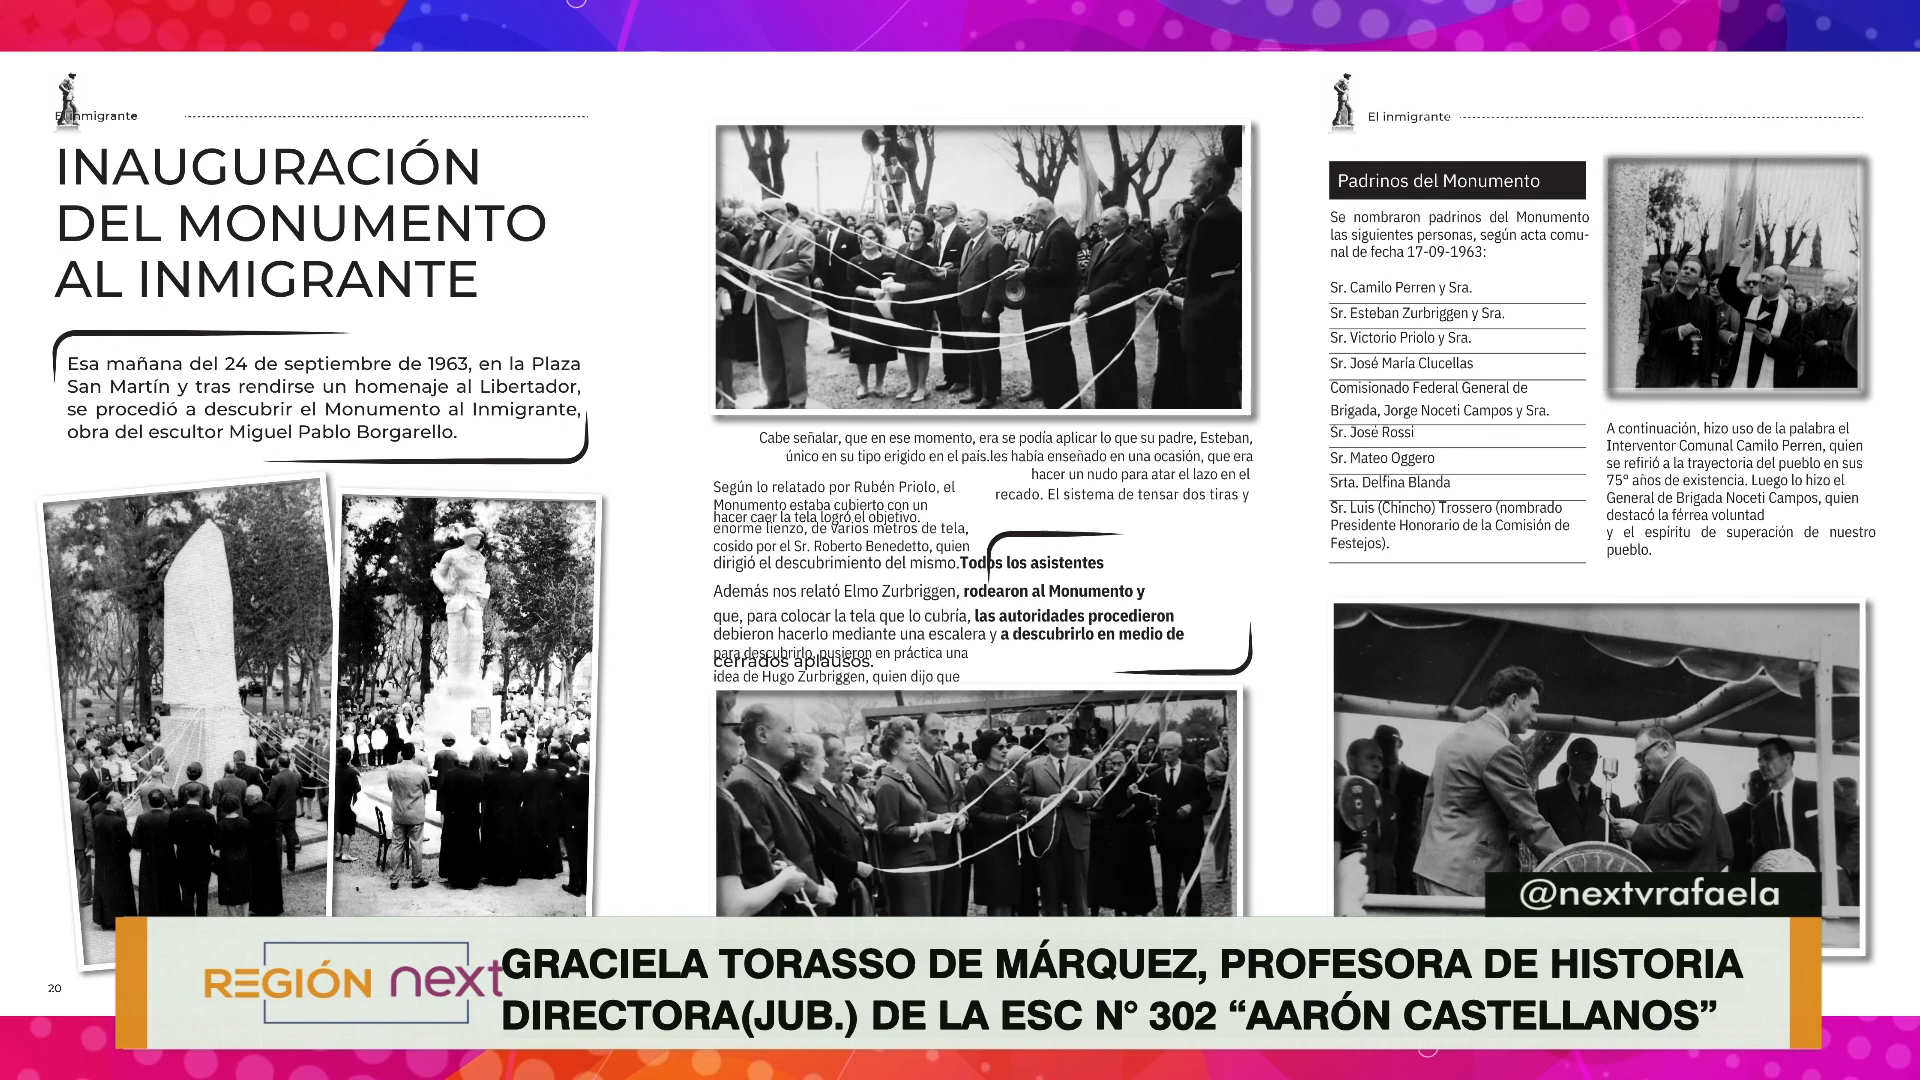 El inmigrante
INAUGURACIÓN
DEL MONUMENTO
AL INMIGRANTE
Esa mañana del 24 de septiembre de 1963, en la Plaza
San Martín y tras rendirse un homenaje al Libertador,
se procedió a descubrir el Monumento al Inmigrante,
obra del escultor Miguel Pablo Borgarello.
20
Cabe señalar, que en ese momento, era se podía aplicar lo que su padre, Esteban,
único en su tipo erigido en el país.les había enseñado en una ocasión, que era
hacer un nudo para atar el lazo en el
recado. El sistema de tensar dos tiras y
Según lo relatado por Rubén Priolo, el
Monumento estaba cubierto con un
hacer caer la tela logró el objetivo.
enorme lienzo, de varios metros de tela,
cosido por el Sr. Roberto Benedetto, quien
dirigió el descubrimiento del mismo.Todos los asistentes
Además nos relató Elmo Zurbriggen, rodearon al Monumento y
que, para colocar la tela que lo cubría, las autoridades procedieron
debieron hacerlo mediante una escalera y a descubrirlo en medio de
para descubrirlo, pusieron en práctica una
cerrados aplausos.
idea de Hugo Zurbriggen, quien dijo que
El inmigrante
Padrinos del Monumento
Se nombraron padrinos del Monumento
las siguientes personas, según acta comu-
nal de fecha 17-09-1963:
Sr. Camilo Perren y Sra.
Sr. Esteban Zurbriggen y Sra.
Sr. Victorio Priolo y Sra.
Sr. José María Clucellas
Comisionado Federal General de
Brigada, Jorge Noceti Campos y Sra.
Sr. José Rossi
Sr. Mateo Oggero
Srta. Delfina Blanda
Sr. Luis (Chincho) Trossero (nombrado
Presidente Honorario de la Comisión de
Festejos).
A continuación, hizo uso de la palabra el
Interventor Comunal Camilo Perren, quien
se refirió a la trayectoria del pueblo en sus
75° años de existencia. Luego lo hizo el
General de Brigada Noceti Campos, quien
destacó la férrea voluntad
y el espíritu de superación de nuestro
pueblo.
@nextvrafaela
REGIÓN next
GRACIELA TORASSO DE MÁRQUEZ, PROFESORA DE HISTORIA
DIRECTORA(JUB.) DE LA ESC N° 302 “AARÓN CASTELLANOS”